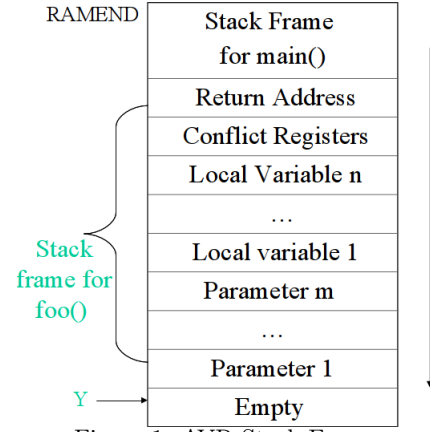 RAMEND
Stack Frame
for main()
Return Address
Conflict Registers
Local Variable n
…
Local variable 1
Parameter m
…
Parameter 1
Empty
Stack
frame for
foo()
Y